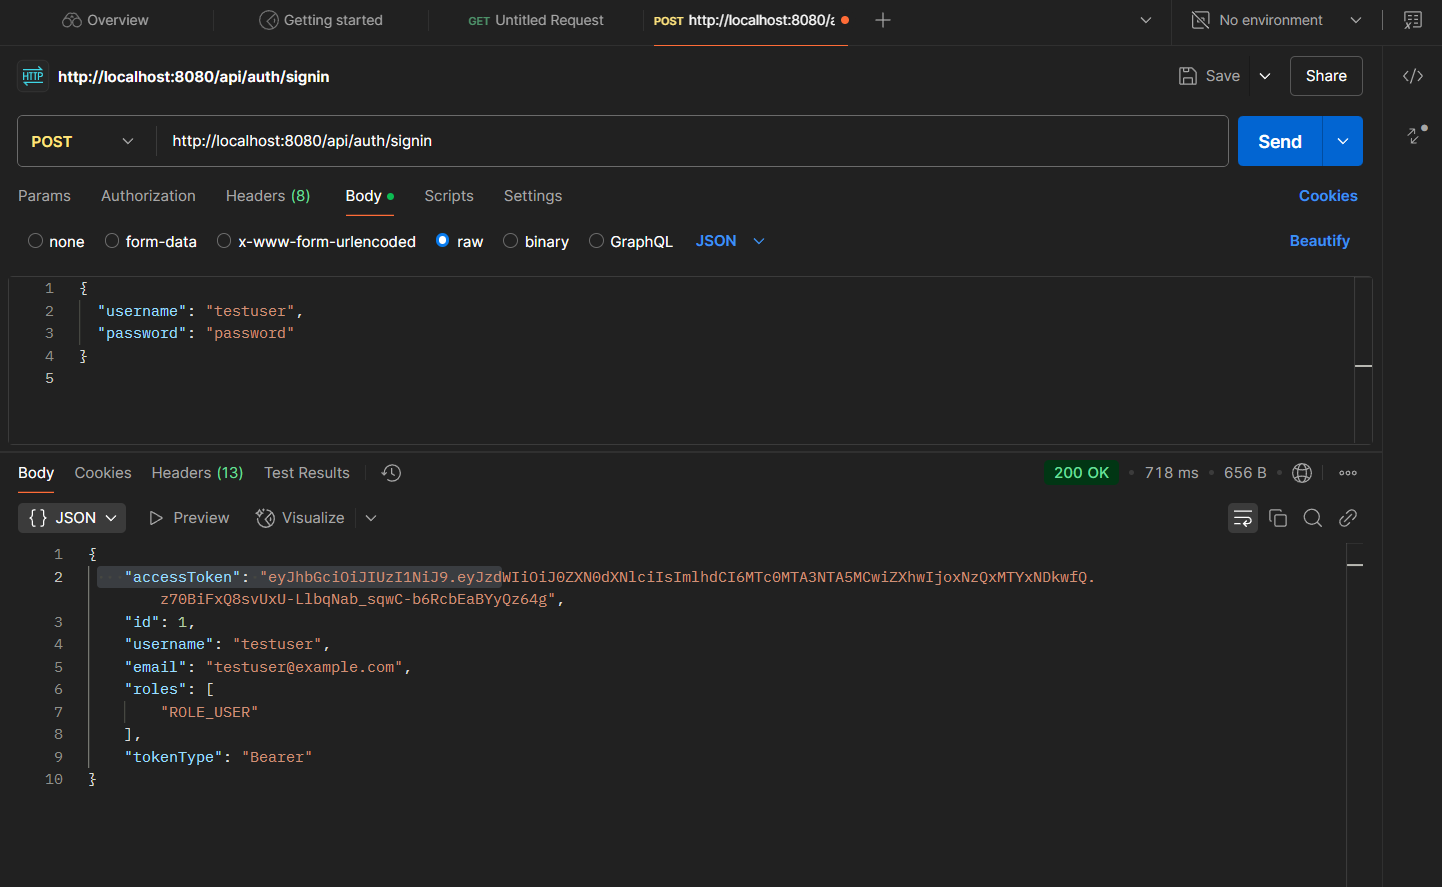 Overview
Getting started
GET Untitled Request
POST http://localhost:8080/a
No environment
HTTP http://localhost:8080/api/auth/signin
Save
Share
POST
http://localhost:8080/api/auth/signin
Send
Params
Authorization
Headers (8)
Body
Scripts
Settings
Cookies
none
form-data
x-www-form-urlencoded
raw
binary
GraphQL
JSON
Beautify
1 {
2 "username": "testuser",
3 "password": "password"
4 }
5
Body
Cookies
Headers (13)
Test Results
200 OK
718 ms
656 B
{} JSON
Preview
Visualize
1 {
2 "accessToken": "eyJhbGciOiJIUzI1NiJ9.eyJzdWIiOiJ0ZXN0dXNlciIsImlhdCI6MTc0MTA3NTA5MCwiZXhwIjoxNzQxMTYxNDkwfQ.
z70BiFxQ8svUxU-LlbqNab_sqwC-b6RcbEaBYyQz64g",
3 "id": 1,
4 "username": "testuser",
5 "email": "testuser@example.com",
6 "roles": [
7 "ROLE_USER"
8 ],
9 "tokenType": "Bearer"
10 }